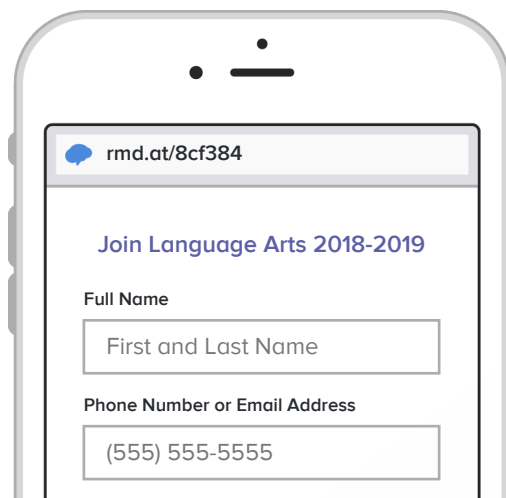 rmd.at/8cf384
Join Language Arts 2018-2019
Full Name
First and Last Name
Phone Number or Email Address
(555) 555-5555